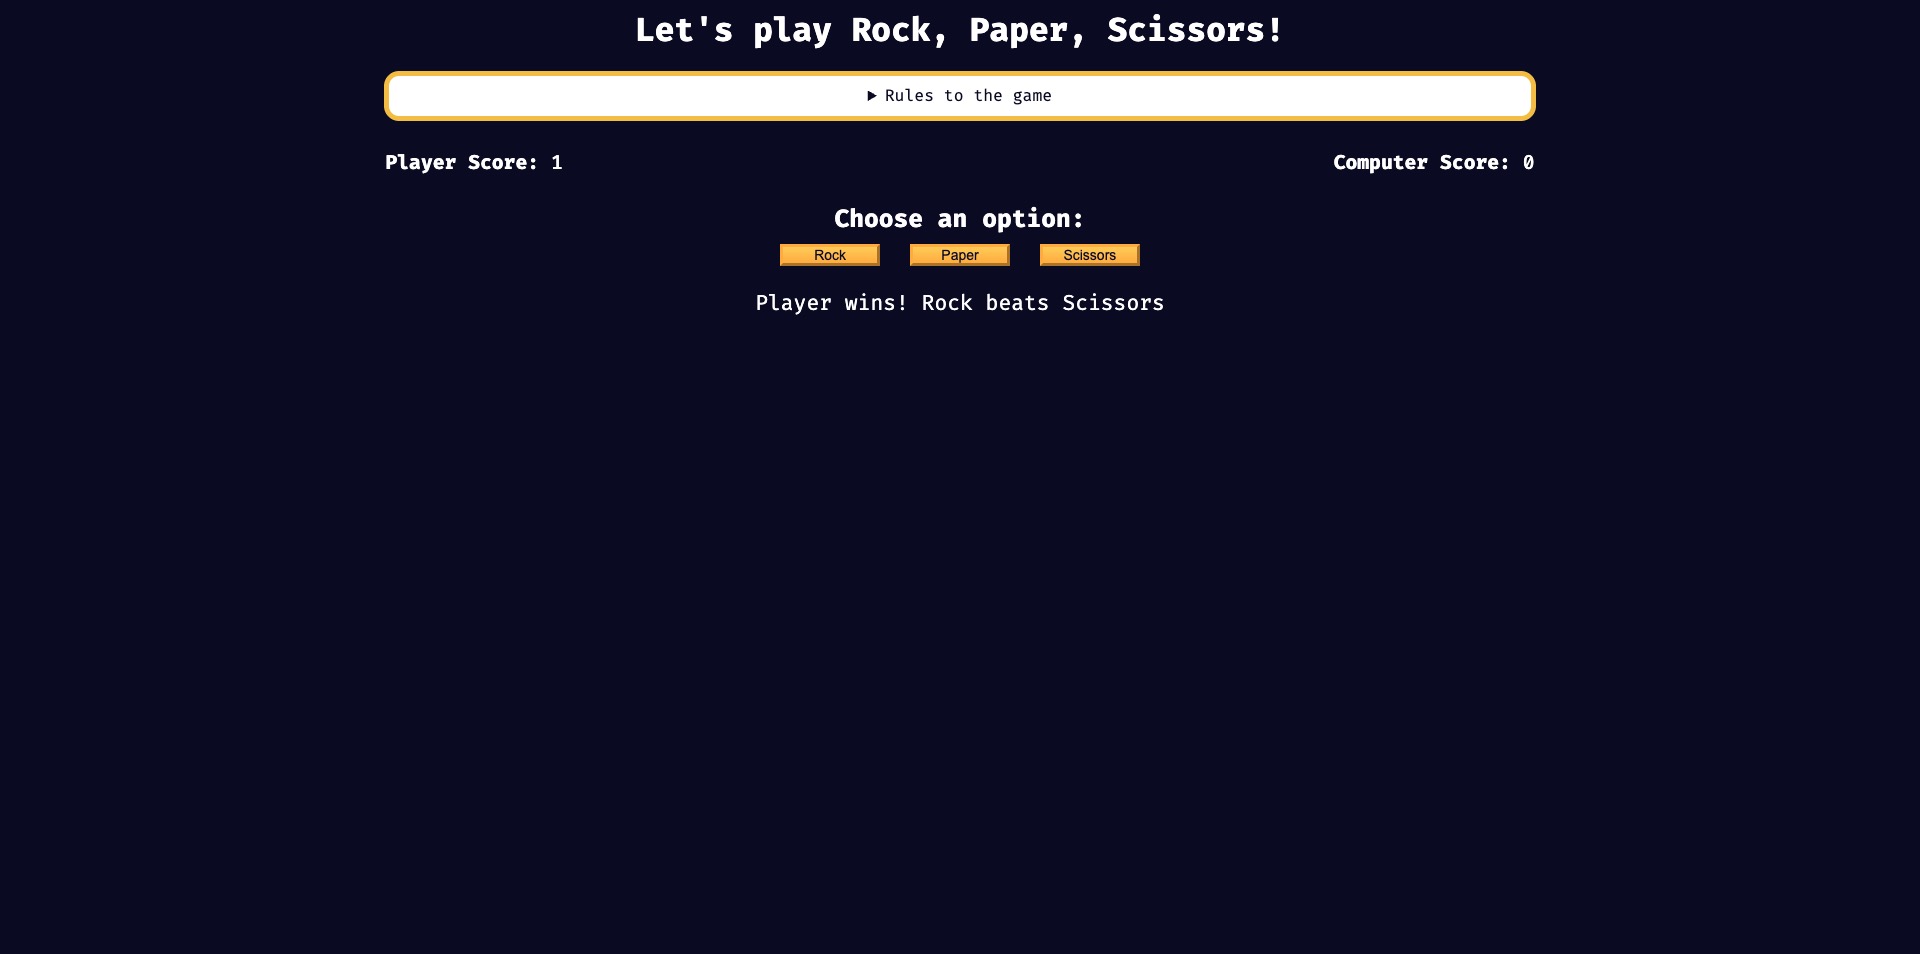 Let's play Rock, Paper, Scissors!
▶ Rules to the game
Player Score: 1 Computer Score: 0
Choose an option:
Rock Paper Scissors
Player wins! Rock beats Scissors